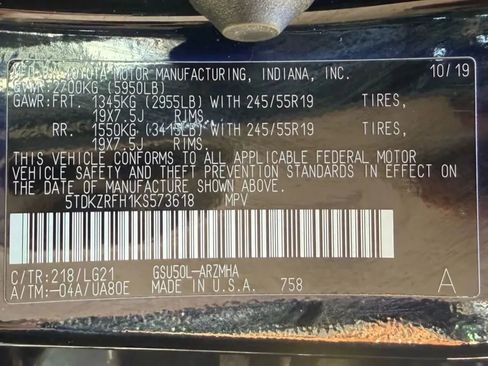 TOYOTA MOTOR MANUFACTURING, INDIANA, INC. 10/19
GVWR: 2700KG (5950LB)
GAWR:FRT. 1345KG (2955LB) WITH 245/55R19 TIRES,
19X7.5J RIMS,
RR. 1550KG (3415LB) WITH 245/55R19 TIRES,
19X7.5J RIMS,
THIS VEHICLE CONFORMS TO ALL APPLICABLE FEDERAL MOTOR
VEHICLE SAFETY AND THEFT PREVENTION STANDARDS IN EFFECT ON
THE DATE OF MANUFACTURE SHOWN ABOVE.
5TDKZRFH1KS573618 MPV
C/TR:218/LG21 GSU50L-ARZMHA A
A/TM:-04A/UA80E MADE IN U.S.A. 758